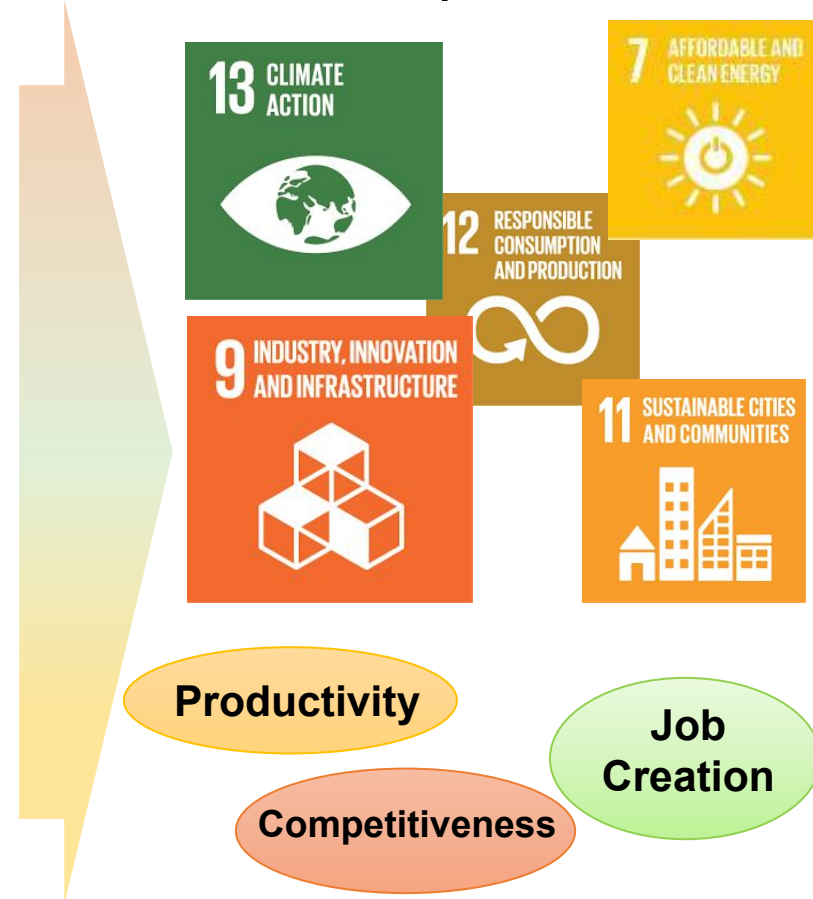 13 CLIMATE
ACTION
7 AFFORDABLE AND
CLEAN ENERGY
12 RESPONSIBLE
CONSUMPTION
AND PRODUCTION
9 INDUSTRY, INNOVATION
AND INFRASTRUCTURE
11 SUSTAINABLE CITIES
AND COMMUNITIES
Productivity
Job
Creation
Competitiveness